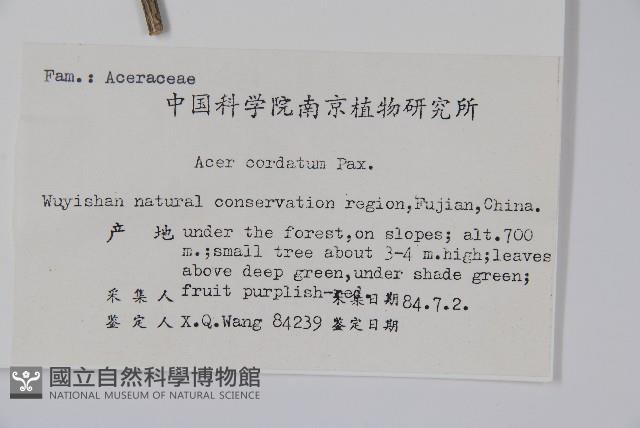 Fam.: Aceraceae
中国科学院南京植物研究所
Acer cordatum Pax.
Wuyishan natural conservation region,Fujian,China.
产 地 under the forest,on slopes; alt.700
m.;small tree about 3-4 m.high;leaves
above deep green,under shade green;
fruit purplish-red.
采 集 人 采集日期 84.7.2.
鉴 定 人 X.Q.Wang 84239 鉴定日期
國立自然科學博物館
NATIONAL MUSEUM OF NATURAL SCIENCE